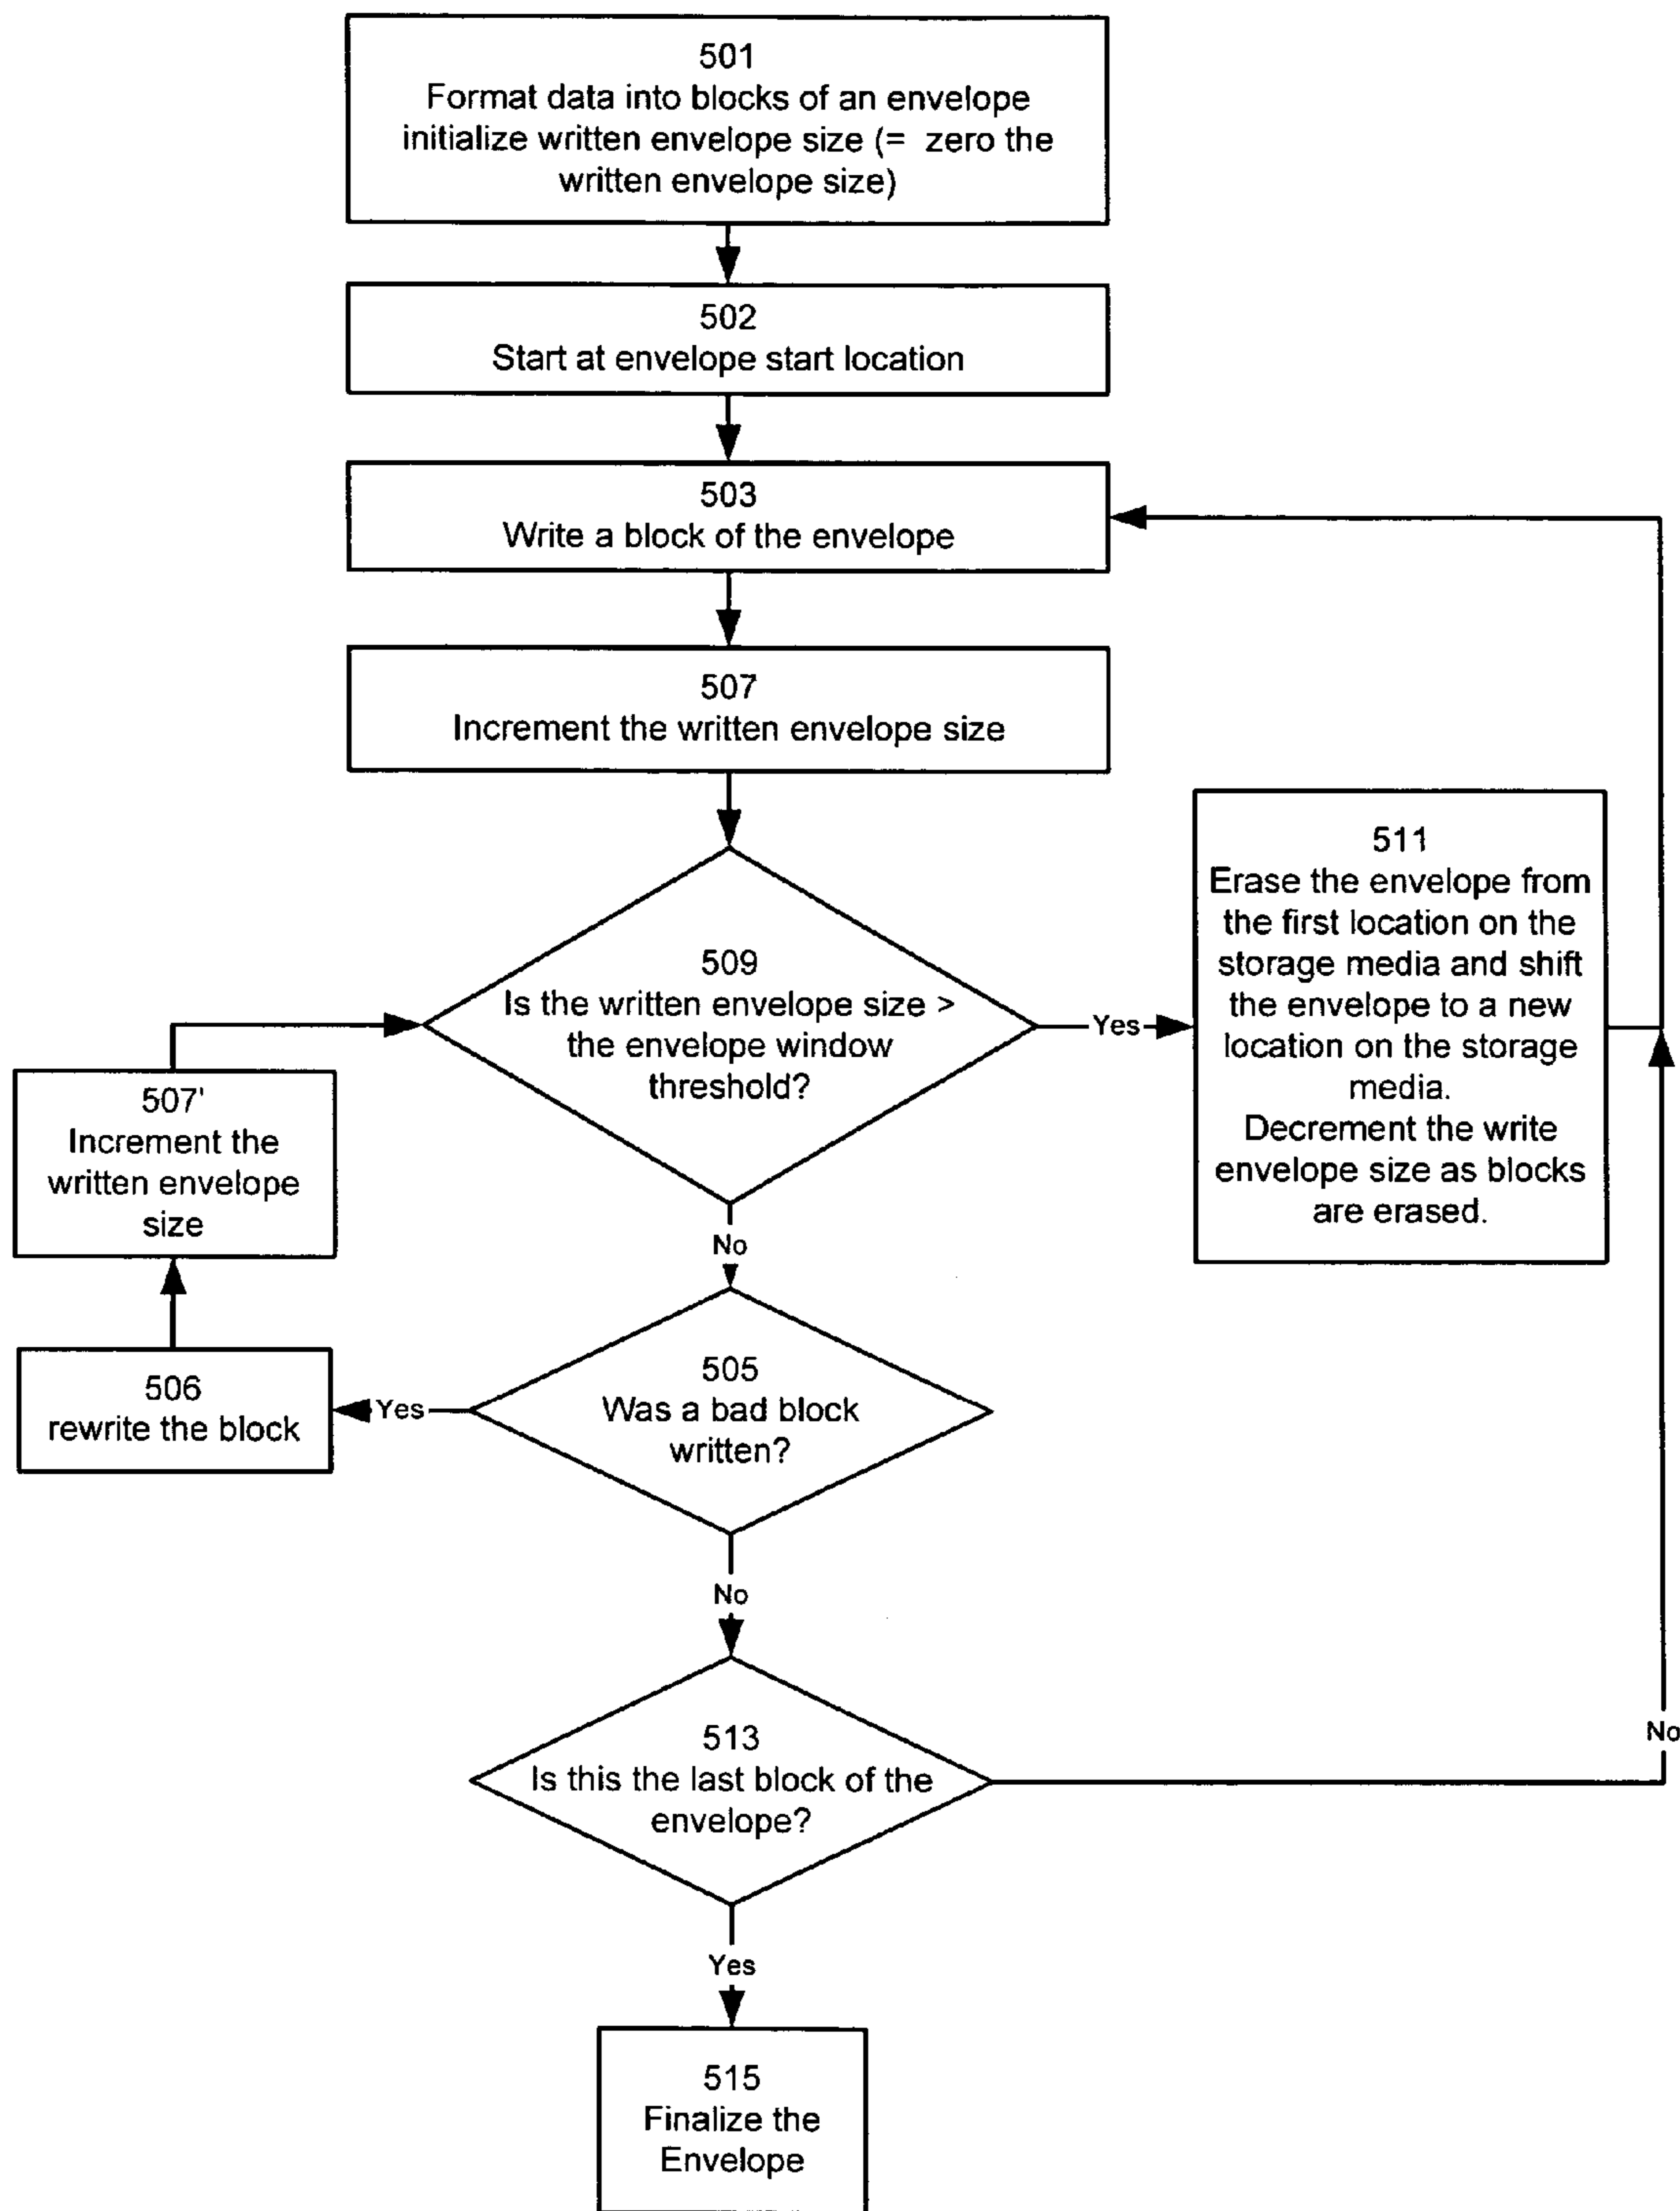 501
Format data into blocks of an envelope
initialize written envelope size (= zero the
written envelope size)
502
Start at envelope start location
503
Write a block of the envelope
507
Increment the written envelope size
509
Is the written envelope size >
the envelope window
threshold?
Yes
511
Erase the envelope from
the first location on the
storage media and shift
the envelope to a new
location on the storage
media.
Decrement the write
envelope size as blocks
are erased.
507'
Increment the
written envelope
size
No
506
rewrite the block
Yes
505
Was a bad block
written?
No
513
Is this the last block of the
envelope?
No
Yes
515
Finalize the
Envelope